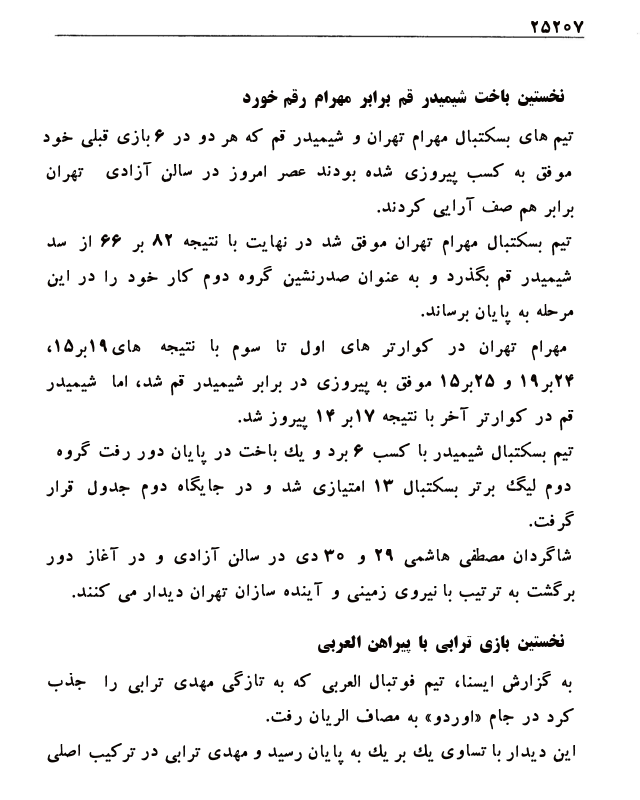 ۲۵۲۰۷
نخستین باخت شیمیدر قم برابر مهرام رقم خورد
تیم های بسکتبال مهرام تهران و شیمیدر قم که هر دو در ۶ بازی قبلی خود
موفق به کسب پیروزی شده بودند عصر امروز در سالن آزادی تهران
برابر هم صف آرایی کردند.
تیم بسکتبال مهرام تهران موفق شد در نهایت با نتیجه ۸۲ بر ۶۶ از سد
شیمیدر قم بگذرد و به عنوان صدرنشین گروه دوم کار خود را در این
مرحله به پایان برساند.
مهرام تهران در کوارتر های اول تا سوم با نتیجه های۱۹بر۱۵،
۲۴بر۱۹ و ۲۵بر۱۵ موفق به پیروزی در برابر شیمیدر قم شد، اما شیمیدر
قم در کوارتر آخر با نتیجه ۱۷بر ۱۴ پیروز شد.
تیم بسکتبال شیمیدر با کسب ۶ برد و یك باخت در پایان دور رفت گروه
دوم لیگ برتر بسکتبال ۱۳ امتیازی شد و در جایگاه دوم جدول قرار
گرفت.
شاگردان مصطفی هاشمی ۲۹ و ۳۰ دی در سالن آزادی و در آغاز دور
برگشت به ترتیب با نیروی زمینی و آینده سازان تهران دیدار می کنند.
نخستین بازی ترابی با پیراهن العربی
به گزارش ایسنا، تیم فوتبال العربی که به تازگی مهدی ترابی را جذب
کرد در جام «اوردو» به مصاف الریان رفت.
این دیدار با تساوی یك بر یك به پایان رسید و مهدی ترابی در ترکیب اصلی